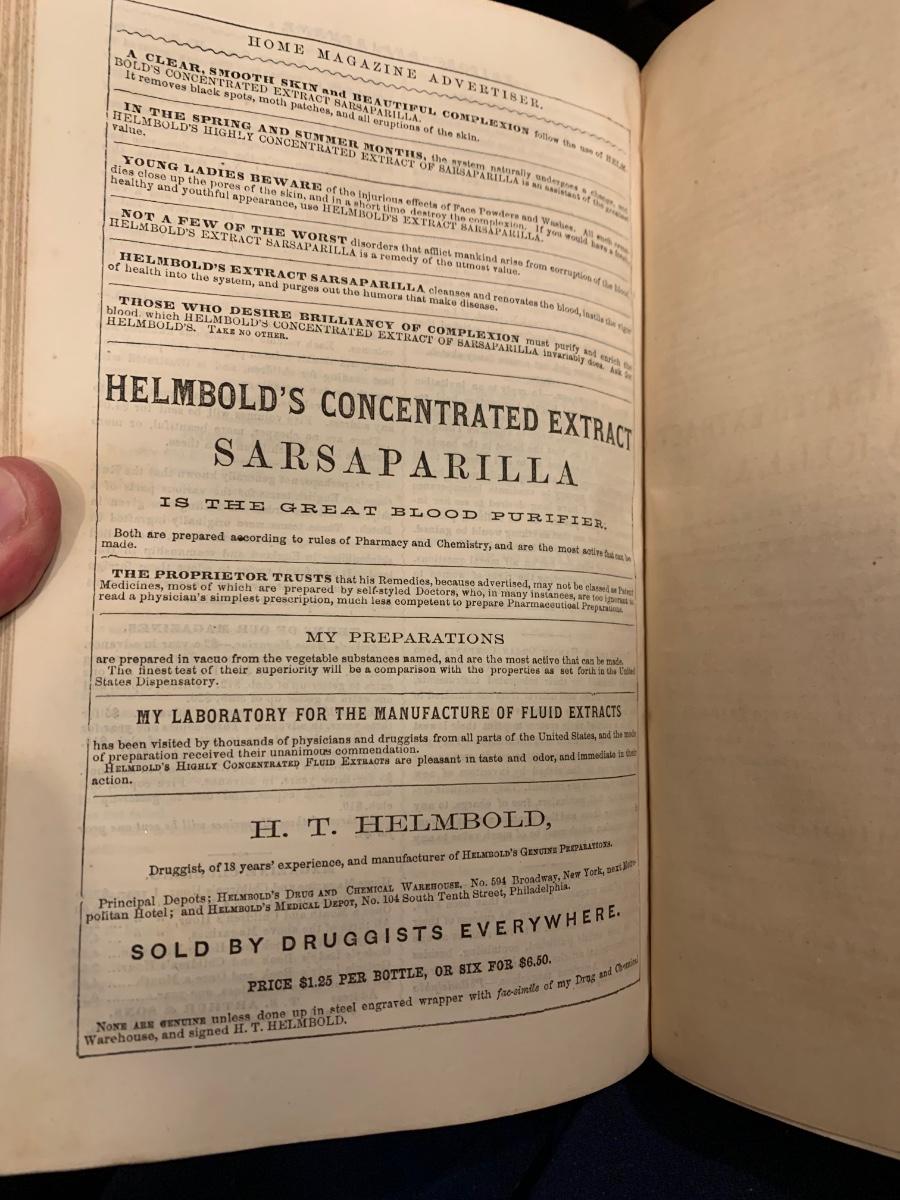 HOME MAGAZINE ADVERTISER.
A CLEAR, SMOOTH SKIN and BEAUTIFUL COMPLEXION follow the use of HELM-
BOLD'S CONCENTRATED EXTRACT SARSAPARILLA.
It removes black spots, moth patches, and all eruptions of the skin.
IN THE SPRING AND SUMMER MONTHS, the system naturally undergoes a change, and
HELMBOLD'S HIGHLY CONCENTRATED EXTRACT OF SARSAPARILLA is an assistant of the greatest
value.
YOUNG LADIES BEWARE of the injurious effects of Face Powders and Washes. All such
dies close up the pores of the skin, and in a short time destroy the complexion. If you would have a
healthy and youthful appearance, use HELMBOLD'S EXTRACT SARSAPARILLA.
NOT A FEW OF THE WORST disorders that afflict mankind arise from corruption of the blood
HELMBOLD'S EXTRACT SARSAPARILLA is a remedy of the utmost value.
HELMBOLD'S EXTRACT SARSAPARILLA cleanses and renovates the blood, instils the vigor
of health into the system, and purges out the humors that make disease.
THOSE WHO DESIRE BRILLIANCY OF COMPLEXION must purify and enrich the
blood, which HELMBOLD'S CONCENTRATED EXTRACT OF SARSAPARILLA invariably does. Ask for
HELMBOLD'S. TAKE NO OTHER.
HELMBOLD'S CONCENTRATED EXTRACT
SARSAPARILLA
IS THE GREAT BLOOD PURIFIER.
Both are prepared according to rules of Pharmacy and Chemistry, and are the most active that can be
made.
THE PROPRIETOR TRUSTS that his Remedies, because advertised, may not be classed as Patent
Medicines, most of which are prepared by self-styled Doctors, who, in many instances, are too ignorant to
read a physician's simplest prescription, much less competent to prepare Pharmaceutical Preparations.
MY PREPARATIONS
are prepared in vacuo from the vegetable substances named, and are the most active that can be made.
The finest test of their superiority will be a comparison with the properties as set forth in the United
States Dispensatory.
MY LABORATORY FOR THE MANUFACTURE OF FLUID EXTRACTS
has been visited by thousands of physicians and druggists from all parts of the United States, and the mode
of preparation received their unanimous commendation.
HELMBOLD'S HIGHLY CONCENTRATED FLUID EXTRACTS are pleasant in taste and odor, and immediate in their
action.
H. T. HELMBOLD,
Druggist, of 18 years' experience, and manufacturer of HELMBOLD'S GENUINE PREPARATIONS.
Principal Depots; HELMBOLD'S DRUG AND CHEMICAL WAREHOUSE, No. 594 Broadway, New York, next Metro-
politan Hotel; and HELMBOLD'S MEDICAL DEPOT, No. 104 South Tenth Street, Philadelphia.
SOLD BY DRUGGISTS EVERYWHERE.
PRICE $1.25 PER BOTTLE, OR SIX FOR $6.50.
NONE ARE GENUINE unless done up in steel engraved wrapper with fac-simile of my Drug and Chemical
Warehouse, and signed H. T. HELMBOLD.